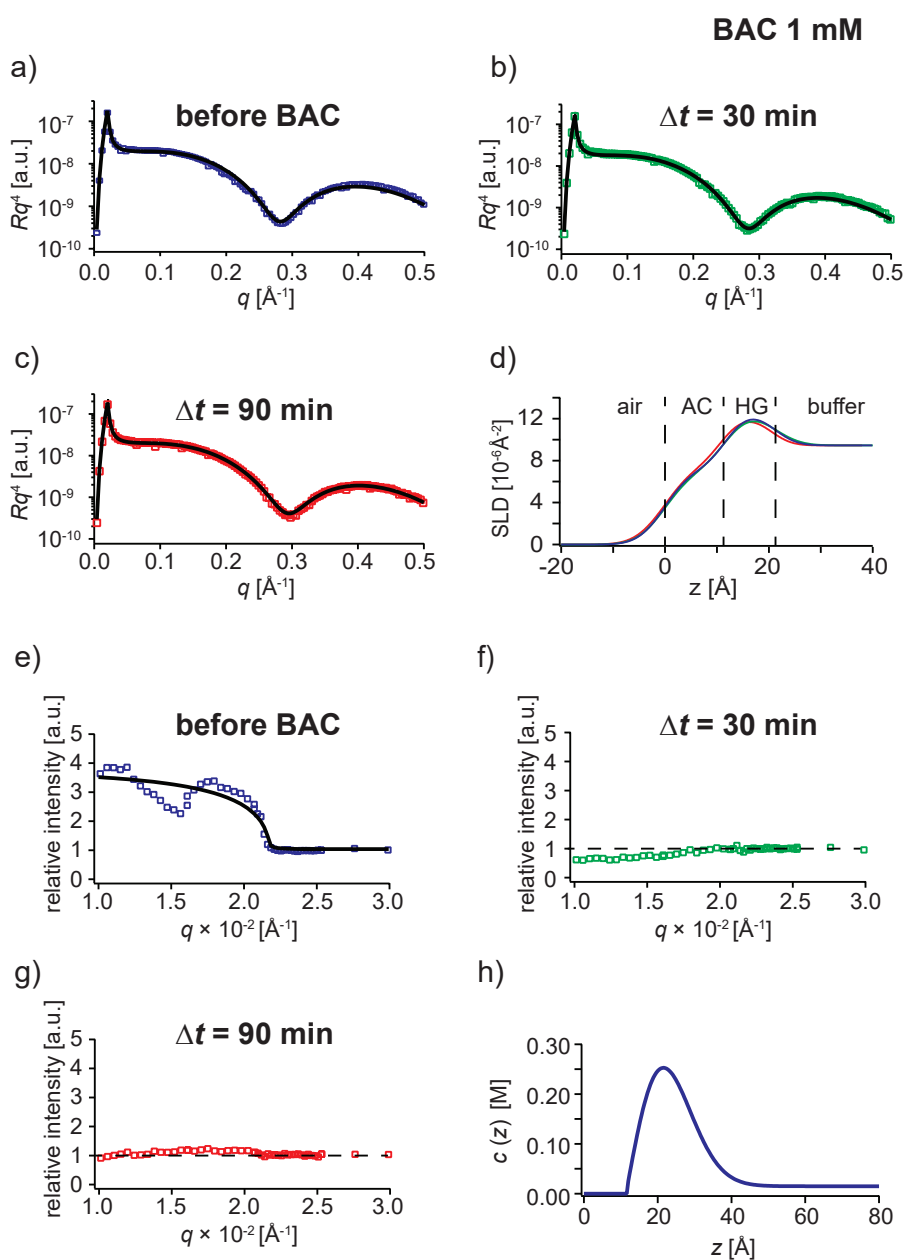 BAC 1 mM
a)
before BAC
Rq⁴ [a.u.]
10⁻⁷
10⁻⁸
10⁻⁹
10⁻¹⁰
0.0 0.1 0.2 0.3 0.4 0.5
q [Å⁻¹]
b)
Δt = 30 min
Rq⁴ [a.u.]
10⁻⁷
10⁻⁸
10⁻⁹
10⁻¹⁰
0.0 0.1 0.2 0.3 0.4 0.5
q [Å⁻¹]
c)
Δt = 90 min
Rq⁴ [a.u.]
10⁻⁷
10⁻⁸
10⁻⁹
10⁻¹⁰
0.0 0.1 0.2 0.3 0.4 0.5
q [Å⁻¹]
d)
air AC HG buffer
SLD [10⁻⁶Å⁻²]
12
8
4
0
-20 0 20 40
z [Å]
e)
before BAC
relative intensity [a.u.]
5
4
3
2
1
0
1.0 1.5 2.0 2.5 3.0
q × 10⁻² [Å⁻¹]
f)
Δt = 30 min
relative intensity [a.u.]
5
4
3
2
1
0
1.0 1.5 2.0 2.5 3.0
q × 10⁻² [Å⁻¹]
g)
Δt = 90 min
relative intensity [a.u.]
5
4
3
2
1
0
1.0 1.5 2.0 2.5 3.0
q × 10⁻² [Å⁻¹]
h)
c (z) [M]
0.30
0.20
0.10
0.00
0 20 40 60 80
z [Å]